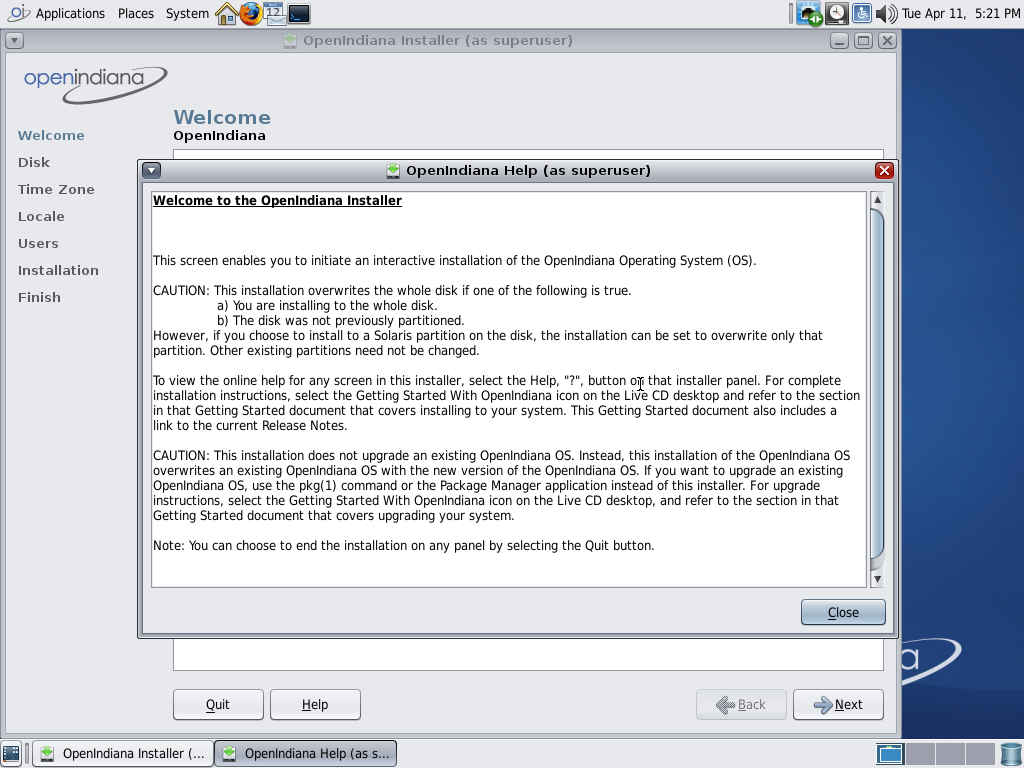 Applications Places System 12 Tue Apr 11, 5:21 PM
OpenIndiana Installer (as superuser)
openindiana
Welcome
OpenIndiana
Welcome
Disk
Time Zone
Locale
Users
Installation
Finish
OpenIndiana Help (as superuser)
Welcome to the OpenIndiana Installer
This screen enables you to initiate an interactive installation of the OpenIndiana Operating System (OS).
CAUTION: This installation overwrites the whole disk if one of the following is true.
a) You are installing to the whole disk.
b) The disk was not previously partitioned.
However, if you choose to install to a Solaris partition on the disk, the installation can be set to overwrite only that
partition. Other existing partitions need not be changed.
To view the online help for any screen in this installer, select the Help, "?", button on that installer panel. For complete
installation instructions, select the Getting Started With OpenIndiana icon on the Live CD desktop and refer to the section
in that Getting Started document that covers installing to your system. This Getting Started document also includes a
link to the current Release Notes.
CAUTION: This installation does not upgrade an existing OpenIndiana OS. Instead, this installation of the OpenIndiana OS
overwrites an existing OpenIndiana OS with the new version of the OpenIndiana OS. If you want to upgrade an existing
OpenIndiana OS, use the pkg(1) command or the Package Manager application instead of this installer. For upgrade
instructions, select the Getting Started With OpenIndiana icon on the Live CD desktop, and refer to the section in that
Getting Started document that covers upgrading your system.
Note: You can choose to end the installation on any panel by selecting the Quit button.
Close
a
Quit Help Back Next
OpenIndiana Installer (... OpenIndiana Help (as s...